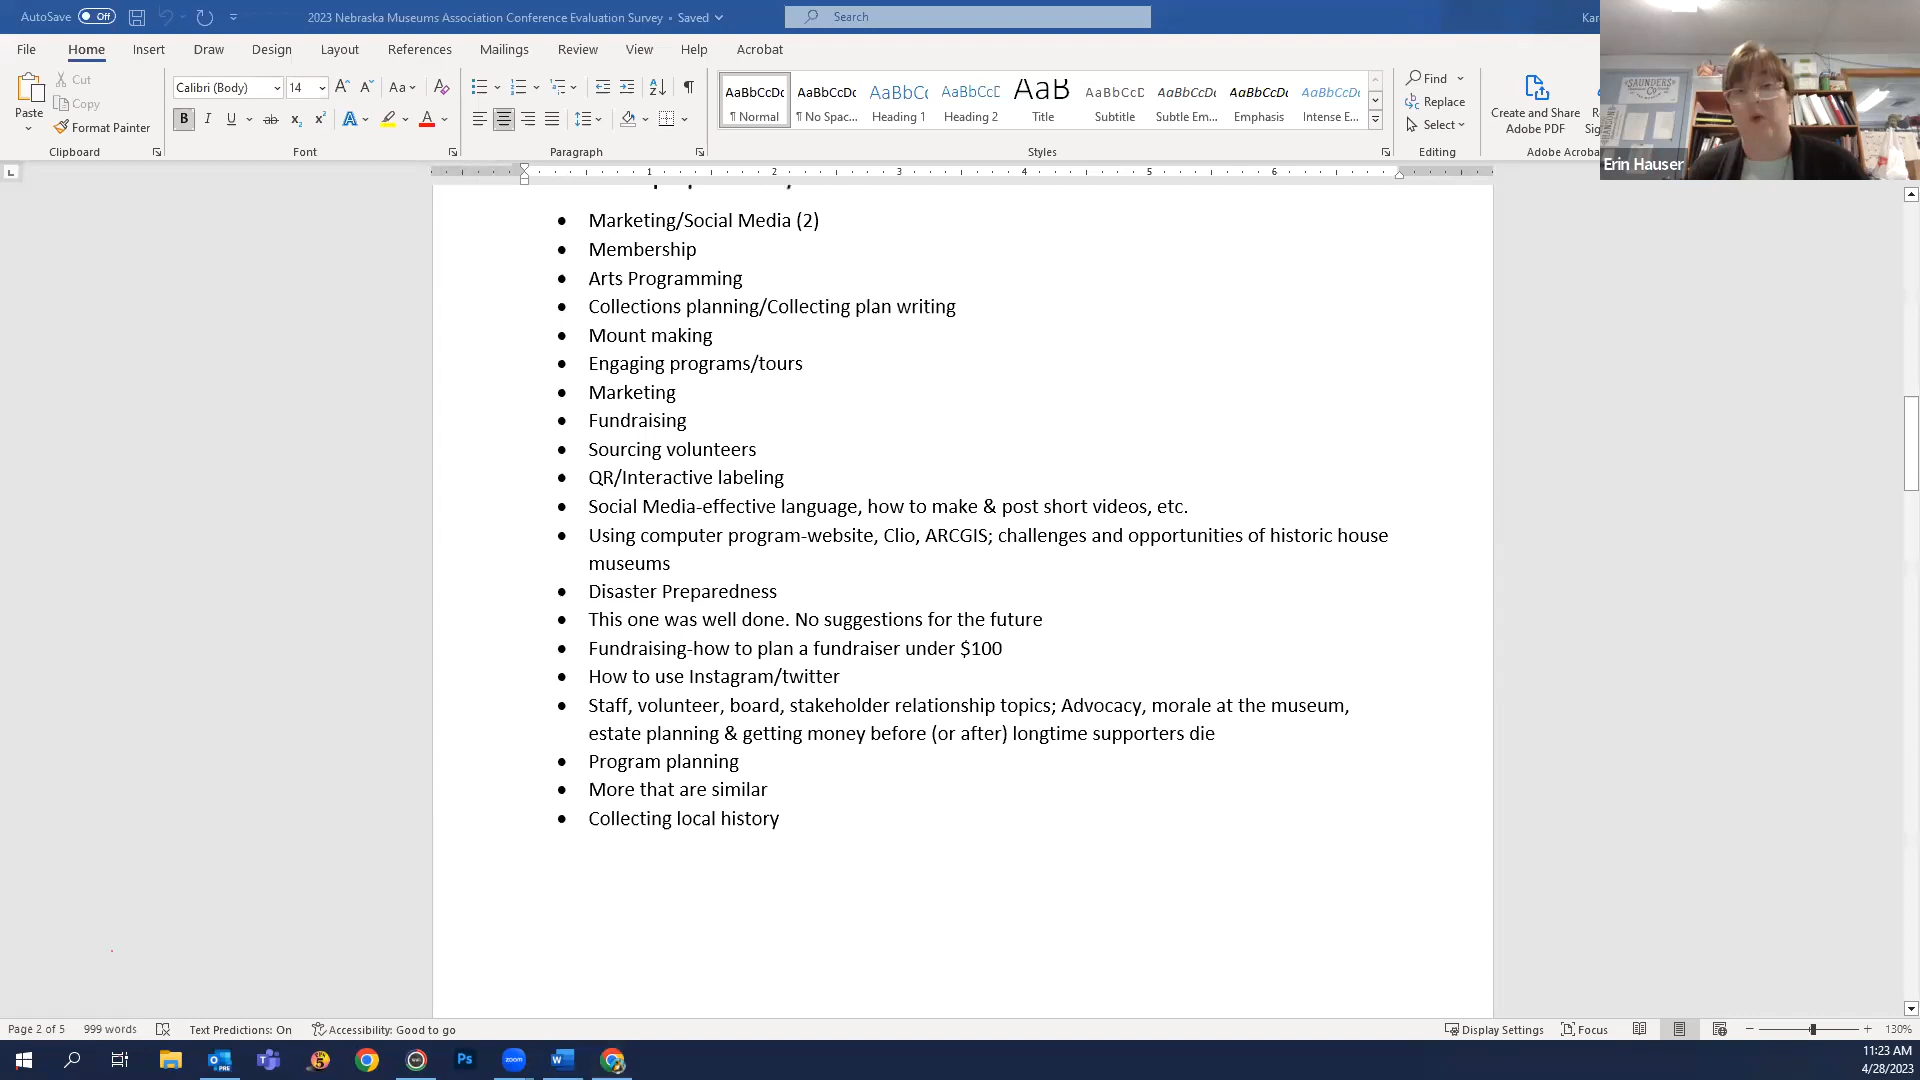 AutoSave Off 2023 Nebraska Museums Association Conference Evaluation Survey • Saved Search
File Home Insert Draw Design Layout References Mailings Review View Help Acrobat
Paste Cut Copy Format Painter
Calibri (Body) 14
AaBbCcDc AaBbCcDc AaBbC AaBbCcD AaB AaBbCcD AaBbCcDc AaBbCcDc AaBbCcDc
¶ Normal ¶ No Spac... Heading 1 Heading 2 Title Subtitle Subtle Em... Emphasis Intense E...
Find Replace Select
Create and Share Adobe PDF
Clipboard Font Paragraph Styles Editing
SAUNDERS
Erin Hauser
1 2 3 4 5 6
• Marketing/Social Media (2)
• Membership
• Arts Programming
• Collections planning/Collecting plan writing
• Mount making
• Engaging programs/tours
• Marketing
• Fundraising
• Sourcing volunteers
• QR/Interactive labeling
• Social Media-effective language, how to make & post short videos, etc.
• Using computer program-website, Clio, ARCGIS; challenges and opportunities of historic house
museums
• Disaster Preparedness
• This one was well done. No suggestions for the future
• Fundraising-how to plan a fundraiser under $100
• How to use Instagram/twitter
• Staff, volunteer, board, stakeholder relationship topics; Advocacy, morale at the museum,
estate planning & getting money before (or after) longtime supporters die
• Program planning
• More that are similar
• Collecting local history
Page 2 of 5 999 words Text Predictions: On Accessibility: Good to go Display Settings Focus 130%
11:23 AM
4/28/2023